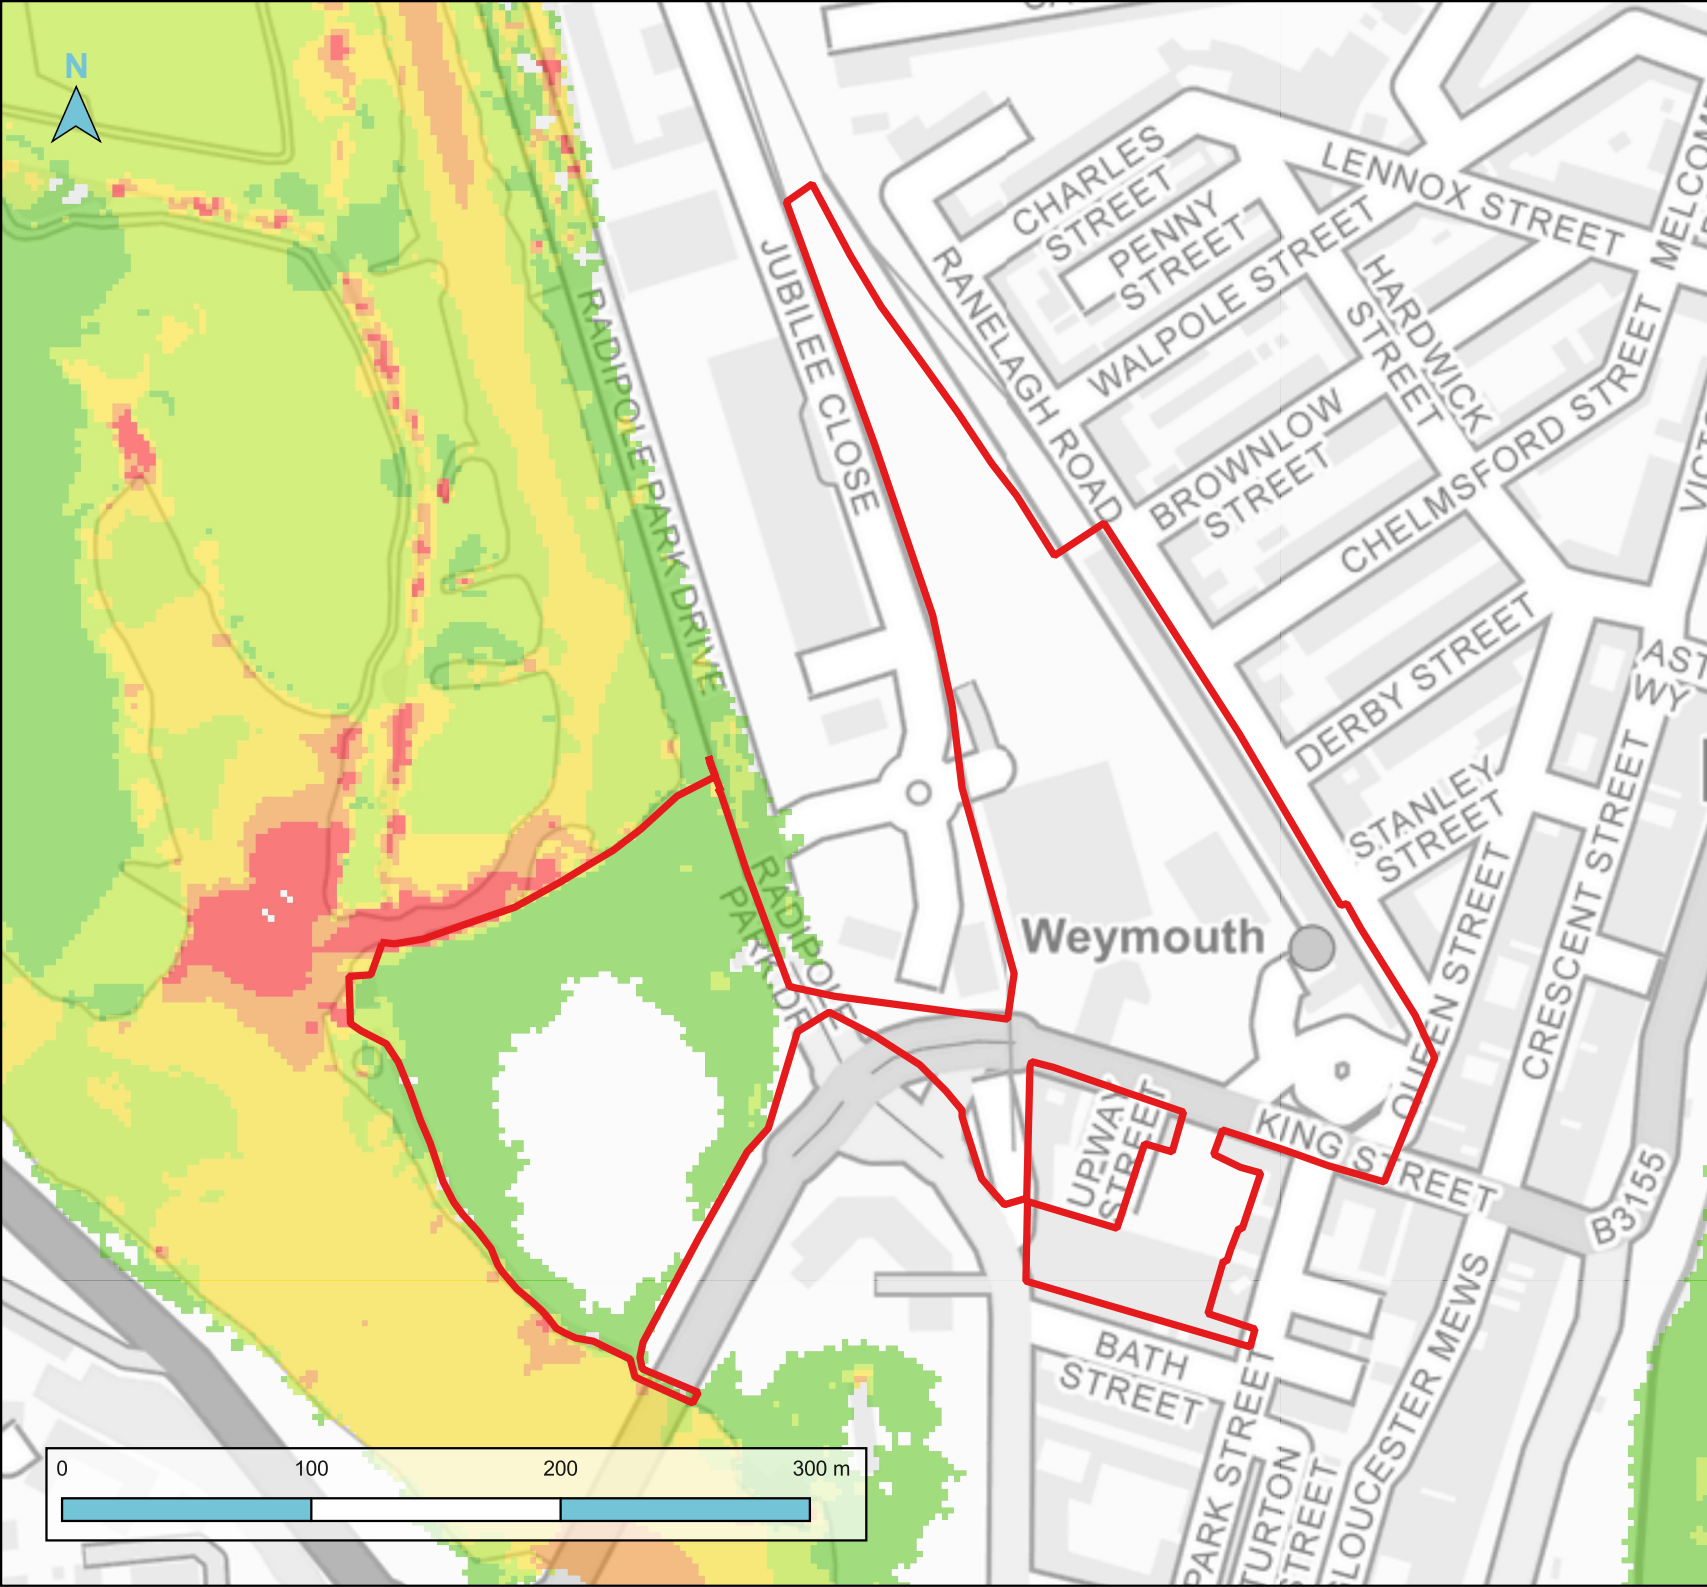 N
CHARLES
STREET
PENNY
STREET
LENNOX STREET
WALPOLE STREET
HARDWICK
STREET
JUBILEE CLOSE
RANELAGH ROAD
RADIPOLE PARK DRIVE
BROWNLOW
STREET
CHELMSFORD STREET
DERBY STREET
STANLEY
STREET
WY
CRESCENT STREET
QUEEN STREET
Weymouth
RADIPOLE
PARK DR
UPWAY
STREET
KING STREET
B3155
BATH
STREET
PARK STREET
TURTON
STREET
GLOUCESTER MEWS
0 100 200 300 m